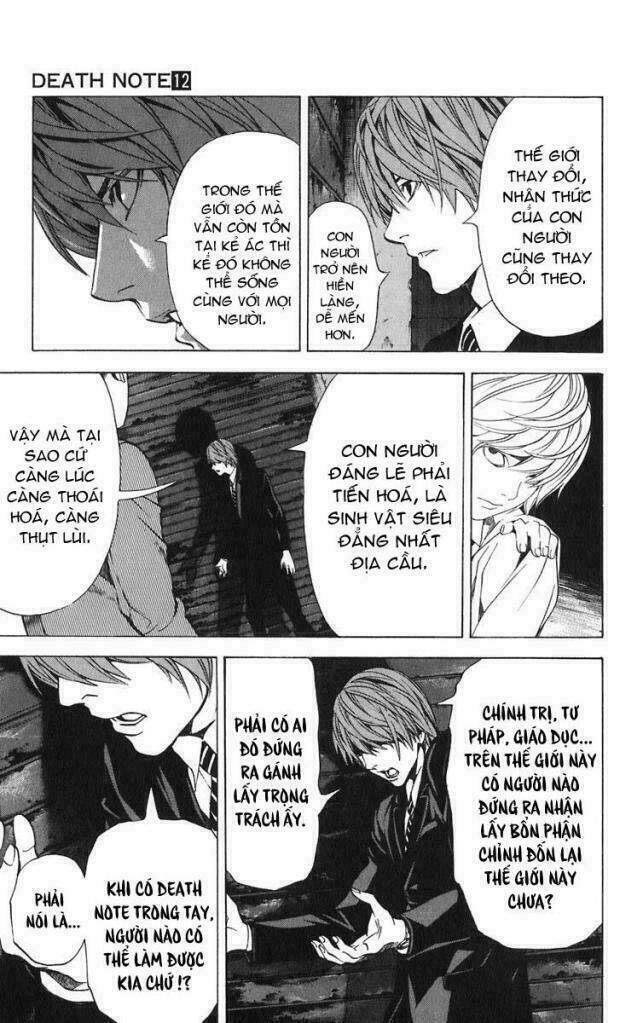 DEATH NOTE 12
THẾ GIỚI
THAY ĐỔI,
NHẬN THỨC
CỦA CON
NGƯỜI
CŨNG THAY
ĐỔI THEO.
CON
NGƯỜI
TRỞ NÊN
HIỀN
LÀNG,
DỄ MẾN
HƠN.
TRONG THẾ
GIỚI ĐÓ MÀ
VẪN CÒN TỒN
TẠI KẺ ÁC THÌ
KẺ ĐÓ KHÔNG
THỂ SỐNG
CÙNG VỚI MỌI
NGƯỜI.
CON NGƯỜI
ĐÁNG LẼ PHẢI
TIẾN HOÁ, LÀ
SINH VẬT SIÊU
ĐẲNG NHẤT
ĐỊA CẦU.
VẬY MÀ TẠI
SAO CỨ
CÀNG LÚC
CÀNG THOÁI
HOÁ, CÀNG
THỤT LÙI.
CHÍNH TRỊ, TƯ
PHÁP, GIÁO DỤC...
TRÊN THẾ GIỚI NÀY
CÓ NGƯỜI NÀO
ĐỨNG RA NHẬN
LẤY BỔN PHẬN
CHỈNH ĐỐN LẠI
THẾ GIỚI NÀY
CHƯA?
PHẢI CÓ AI
ĐÓ ĐỨNG
RA GÁNH
LẤY TRỌNG
TRÁCH ẤY.
KHI CÓ DEATH
NOTE TRONG TAY,
NGƯỜI NÀO CÓ
THỂ LÀM ĐƯỢC
KIA CHỨ!?
PHẢI
NÓI LÀ...